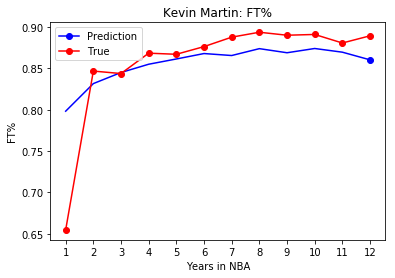 Kevin Martin: FT%
Prediction
True
0.90
0.85
0.80
0.75
0.70
0.65
FT%
1 2 3 4 5 6 7 8 9 10 11 12
Years in NBA